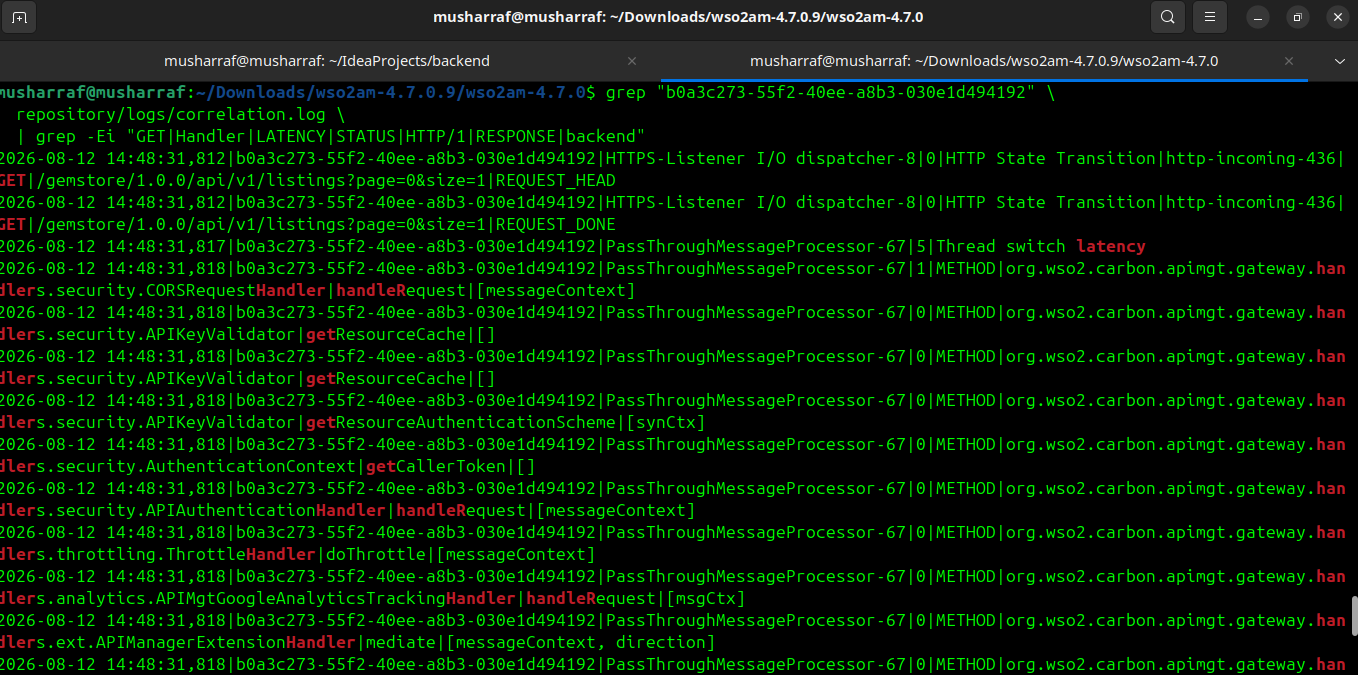 musharraf@musharraf: ~/Downloads/wso2am-4.7.0.9/wso2am-4.7.0
musharraf@musharraf: ~/IdeaProjects/backend
musharraf@musharraf: ~/Downloads/wso2am-4.7.0.9/wso2am-4.7.0
musharraf@musharraf:~/Downloads/wso2am-4.7.0.9/wso2am-4.7.0$ grep "b0a3c273-55f2-40ee-a8b3-030e1d494192" \
  repository/logs/correlation.log \
  | grep -Ei "GET|Handler|LATENCY|STATUS|HTTP/1|RESPONSE|backend"
2026-08-12 14:48:31,812|b0a3c273-55f2-40ee-a8b3-030e1d494192|HTTPS-Listener I/O dispatcher-8|0|HTTP State Transition|http-incoming-436|
GET|/gemstore/1.0.0/api/v1/listings?page=0&size=1|REQUEST_HEAD
2026-08-12 14:48:31,812|b0a3c273-55f2-40ee-a8b3-030e1d494192|HTTPS-Listener I/O dispatcher-8|0|HTTP State Transition|http-incoming-436|
GET|/gemstore/1.0.0/api/v1/listings?page=0&size=1|REQUEST_DONE
2026-08-12 14:48:31,817|b0a3c273-55f2-40ee-a8b3-030e1d494192|PassThroughMessageProcessor-67|5|Thread switch latency
2026-08-12 14:48:31,818|b0a3c273-55f2-40ee-a8b3-030e1d494192|PassThroughMessageProcessor-67|1|METHOD|org.wso2.carbon.apimgt.gateway.han
dlers.security.CORSRequestHandler|handleRequest|[messageContext]
2026-08-12 14:48:31,818|b0a3c273-55f2-40ee-a8b3-030e1d494192|PassThroughMessageProcessor-67|0|METHOD|org.wso2.carbon.apimgt.gateway.han
dlers.security.APIKeyValidator|getResourceCache|[]
2026-08-12 14:48:31,818|b0a3c273-55f2-40ee-a8b3-030e1d494192|PassThroughMessageProcessor-67|0|METHOD|org.wso2.carbon.apimgt.gateway.han
dlers.security.APIKeyValidator|getResourceCache|[]
2026-08-12 14:48:31,818|b0a3c273-55f2-40ee-a8b3-030e1d494192|PassThroughMessageProcessor-67|0|METHOD|org.wso2.carbon.apimgt.gateway.han
dlers.security.APIKeyValidator|getResourceAuthenticationScheme|[synCtx]
2026-08-12 14:48:31,818|b0a3c273-55f2-40ee-a8b3-030e1d494192|PassThroughMessageProcessor-67|0|METHOD|org.wso2.carbon.apimgt.gateway.han
dlers.security.AuthenticationContext|getCallerToken|[]
2026-08-12 14:48:31,818|b0a3c273-55f2-40ee-a8b3-030e1d494192|PassThroughMessageProcessor-67|0|METHOD|org.wso2.carbon.apimgt.gateway.han
dlers.security.APIAuthenticationHandler|handleRequest|[messageContext]
2026-08-12 14:48:31,818|b0a3c273-55f2-40ee-a8b3-030e1d494192|PassThroughMessageProcessor-67|0|METHOD|org.wso2.carbon.apimgt.gateway.han
dlers.throttling.ThrottleHandler|doThrottle|[messageContext]
2026-08-12 14:48:31,818|b0a3c273-55f2-40ee-a8b3-030e1d494192|PassThroughMessageProcessor-67|0|METHOD|org.wso2.carbon.apimgt.gateway.han
dlers.analytics.APIMgtGoogleAnalyticsTrackingHandler|handleRequest|[msgCtx]
2026-08-12 14:48:31,818|b0a3c273-55f2-40ee-a8b3-030e1d494192|PassThroughMessageProcessor-67|0|METHOD|org.wso2.carbon.apimgt.gateway.han
dlers.ext.APIManagerExtensionHandler|mediate|[messageContext, direction]
2026-08-12 14:48:31,818|b0a3c273-55f2-40ee-a8b3-030e1d494192|PassThroughMessageProcessor-67|0|METHOD|org.wso2.carbon.apimgt.gateway.han